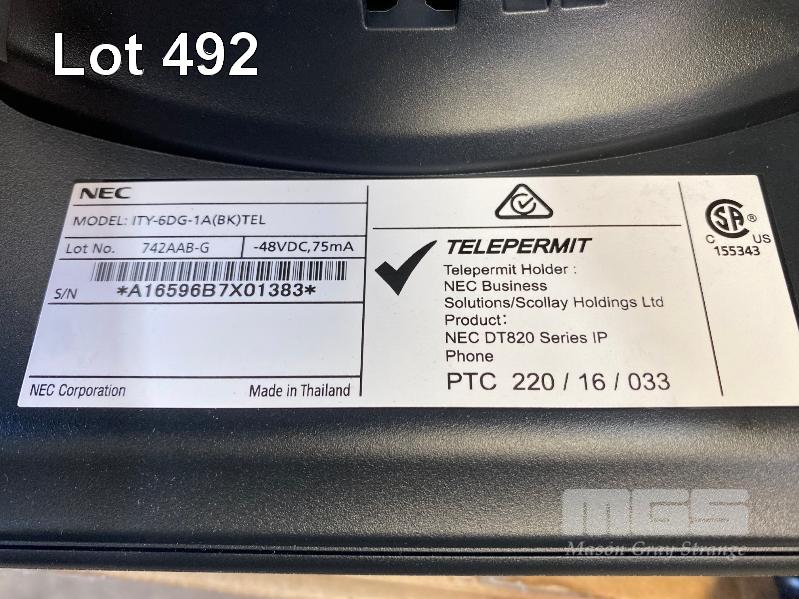 Lot 492
NEC
MODEL: ITY-6DG-1A(BK)TEL
Lot No. 742AAB-G -48VDC,75mA
S/N *A16596B7X01383*
NEC Corporation Made in Thailand
TELEPERMIT
Telepermit Holder :
NEC Business
Solutions/Scollay Holdings Ltd
Product:
NEC DT820 Series IP
Phone
PTC 220 / 16 / 033
CSA®
C US
155343
MGS
Mason Gray Strange